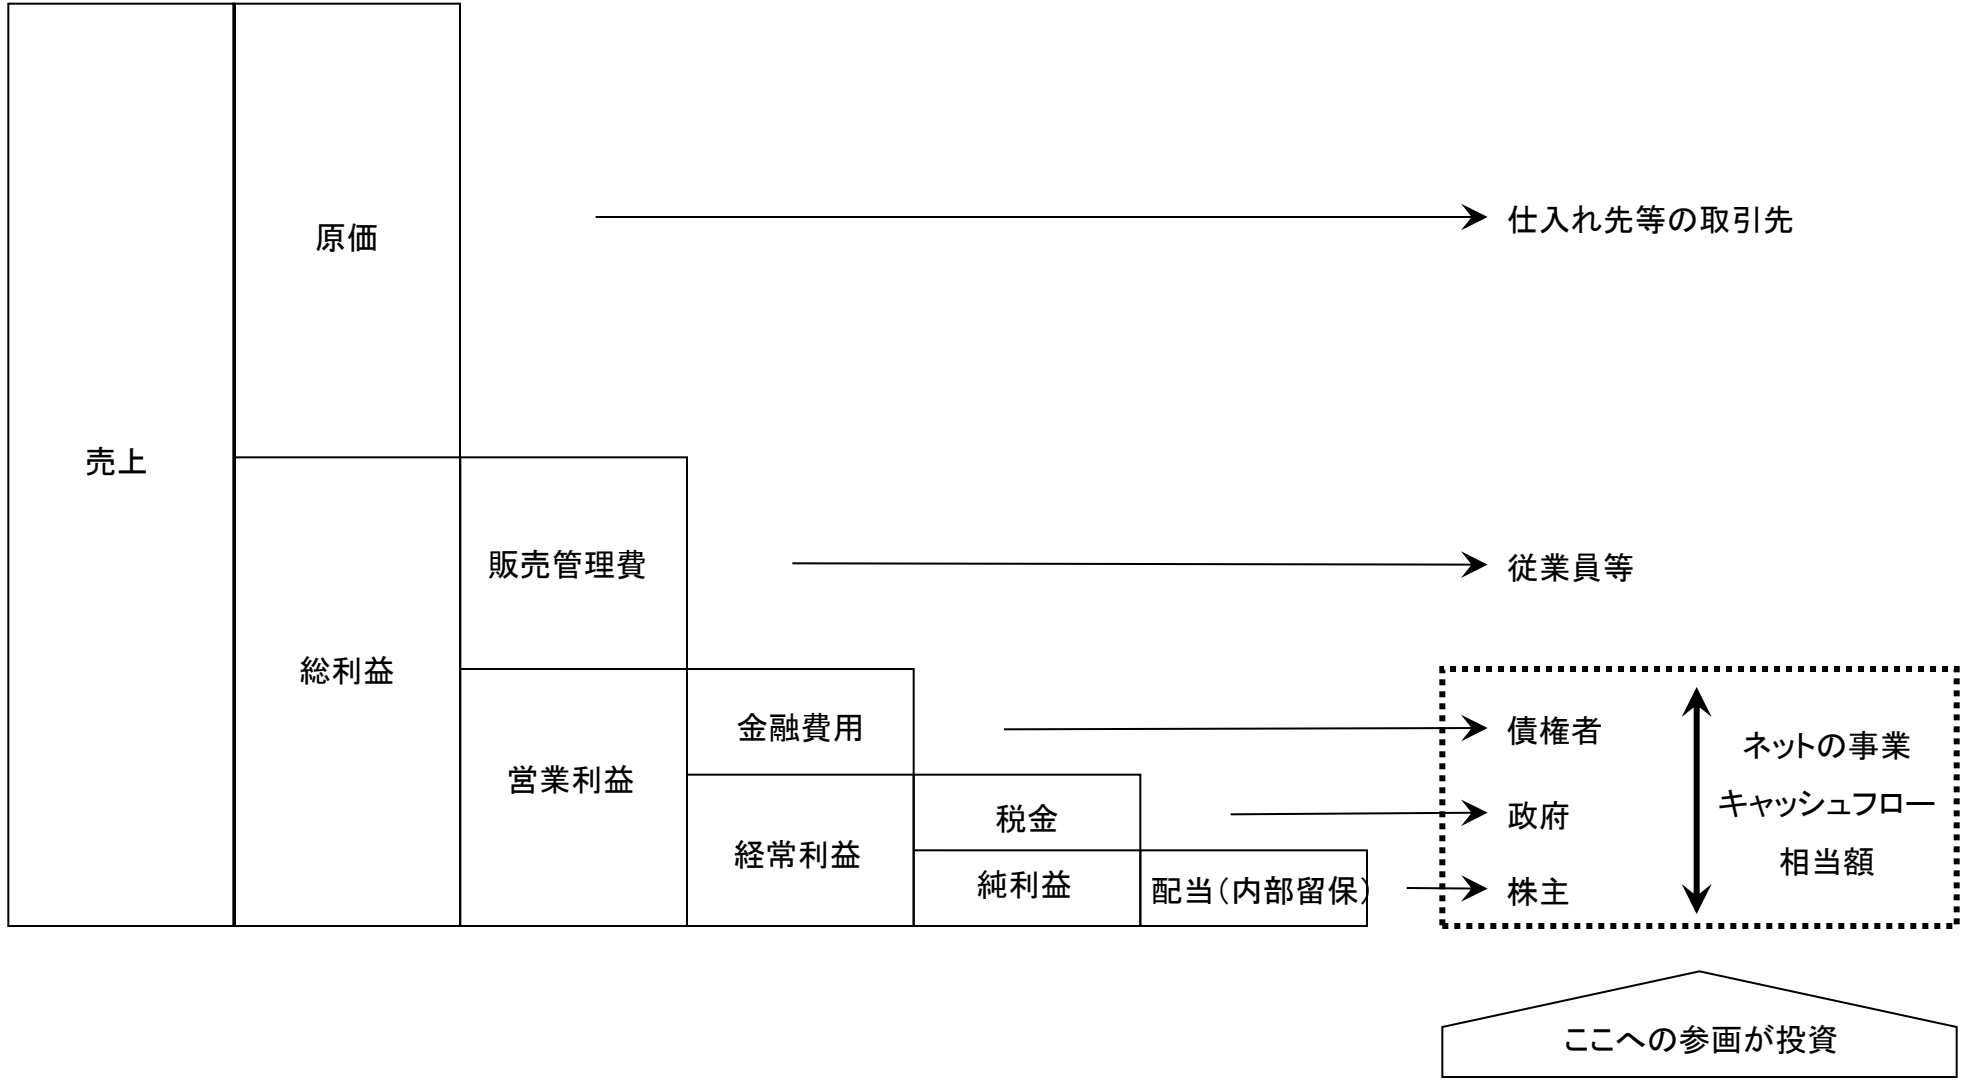 原価
仕入れ先等の取引先
売上
販売管理費
従業員等
総利益
金融費用
債権者
ネットの事業
キャッシュフロー
相当額
営業利益
税金
政府
経常利益
純利益
配当（内部留保）
株主
ここへの参画が投資